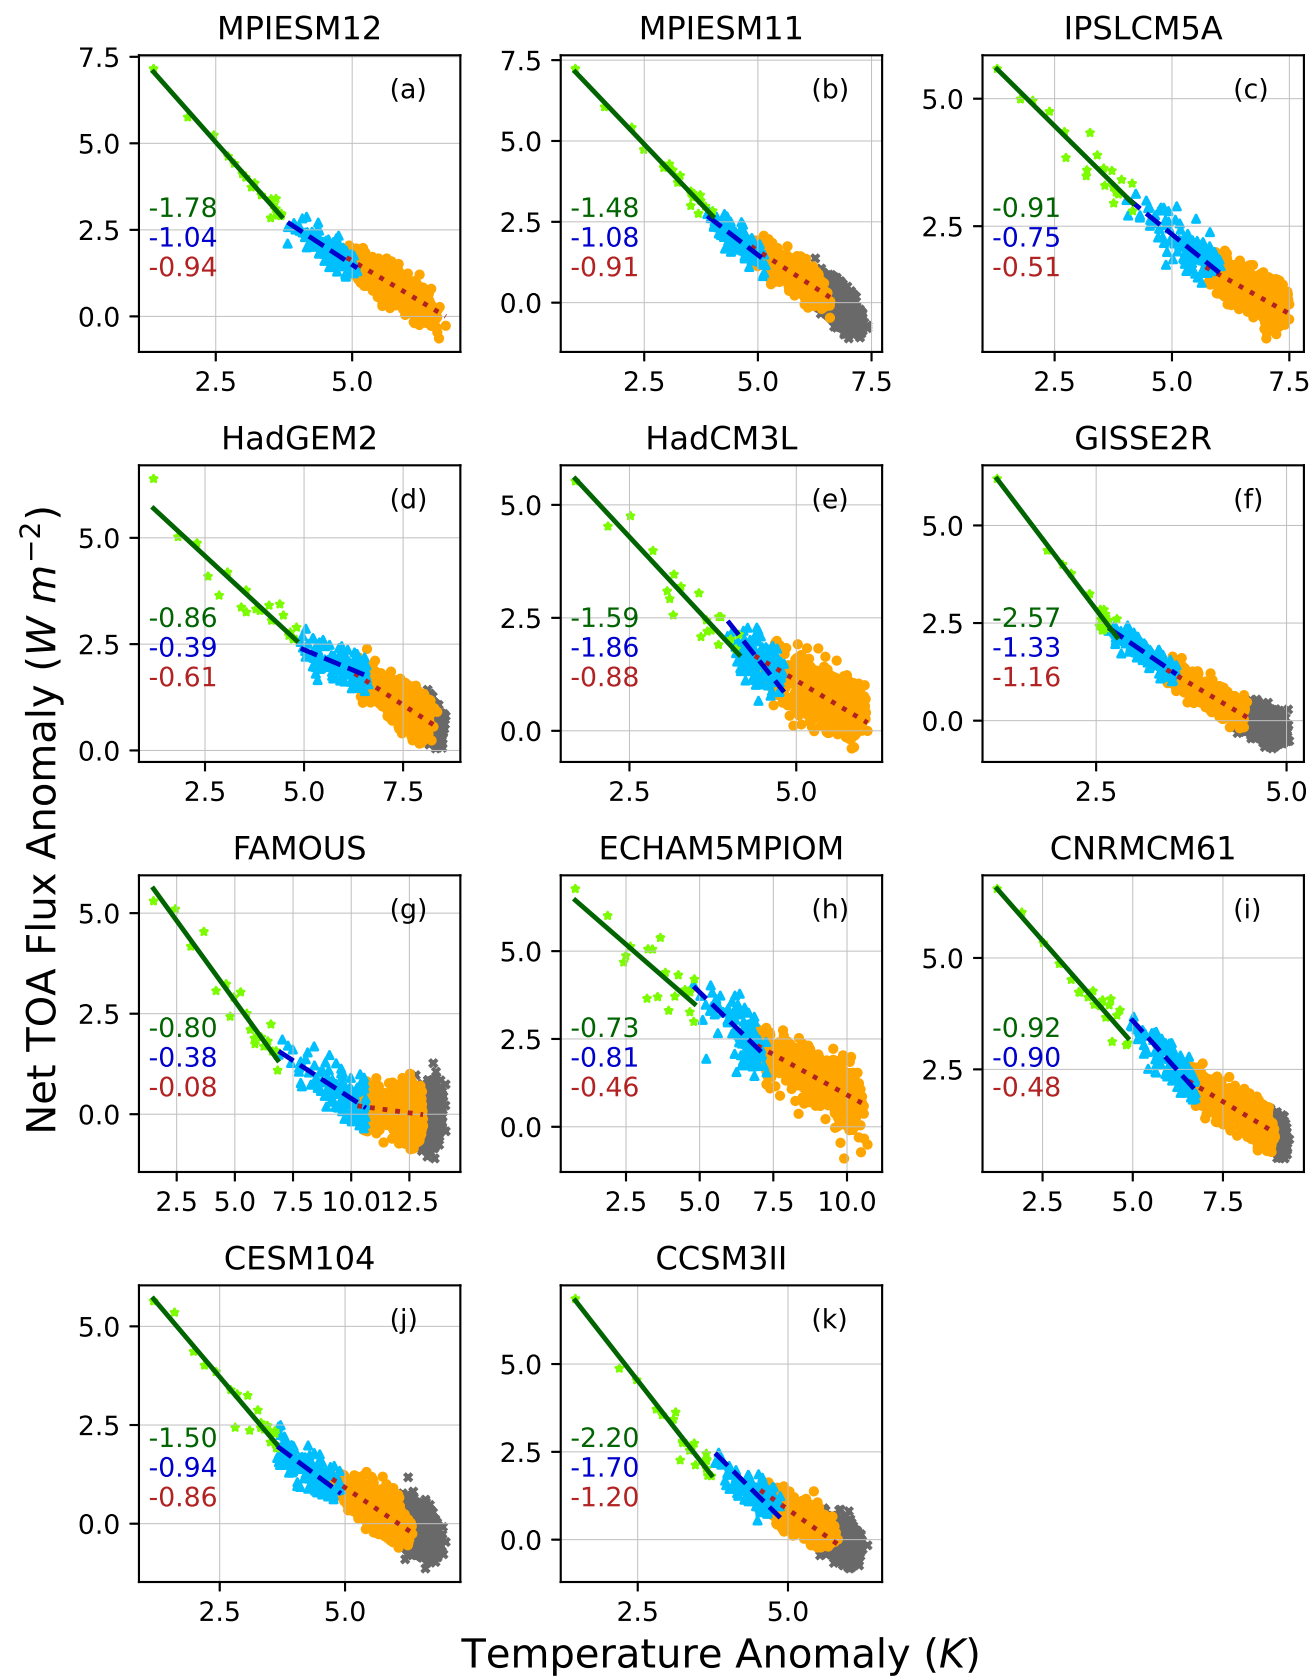 MPIESM12
MPIESM11
IPSLCM5A
(a)
(b)
(c)
7.5
5.0
2.5
0.0
-1.78
-1.04
-0.94
2.5 5.0
7.5
5.0
2.5
0.0
-1.48
-1.08
-0.91
2.5 5.0 7.5
5.0
2.5
-0.91
-0.75
-0.51
2.5 5.0 7.5
HadGEM2
HadCM3L
GISSE2R
(d)
(e)
(f)
5.0
2.5
0.0
-0.86
-0.39
-0.61
2.5 5.0 7.5
5.0
2.5
0.0
-1.59
-1.86
-0.88
2.5 5.0
5.0
2.5
0.0
-2.57
-1.33
-1.16
2.5 5.0
Net TOA Flux Anomaly (W m−2)
FAMOUS
ECHAM5MPIOM
CNRMCM61
(g)
(h)
(i)
5.0
2.5
0.0
-0.80
-0.38
-0.08
2.5 5.0 7.5 10.012.5
5.0
2.5
0.0
-0.73
-0.81
-0.46
2.5 5.0 7.5 10.0
5.0
2.5
-0.92
-0.90
-0.48
2.5 5.0 7.5
CESM104
CCSM3II
(j)
(k)
5.0
2.5
0.0
-1.50
-0.94
-0.86
2.5 5.0
5.0
2.5
0.0
-2.20
-1.70
-1.20
2.5 5.0
Temperature Anomaly (K)